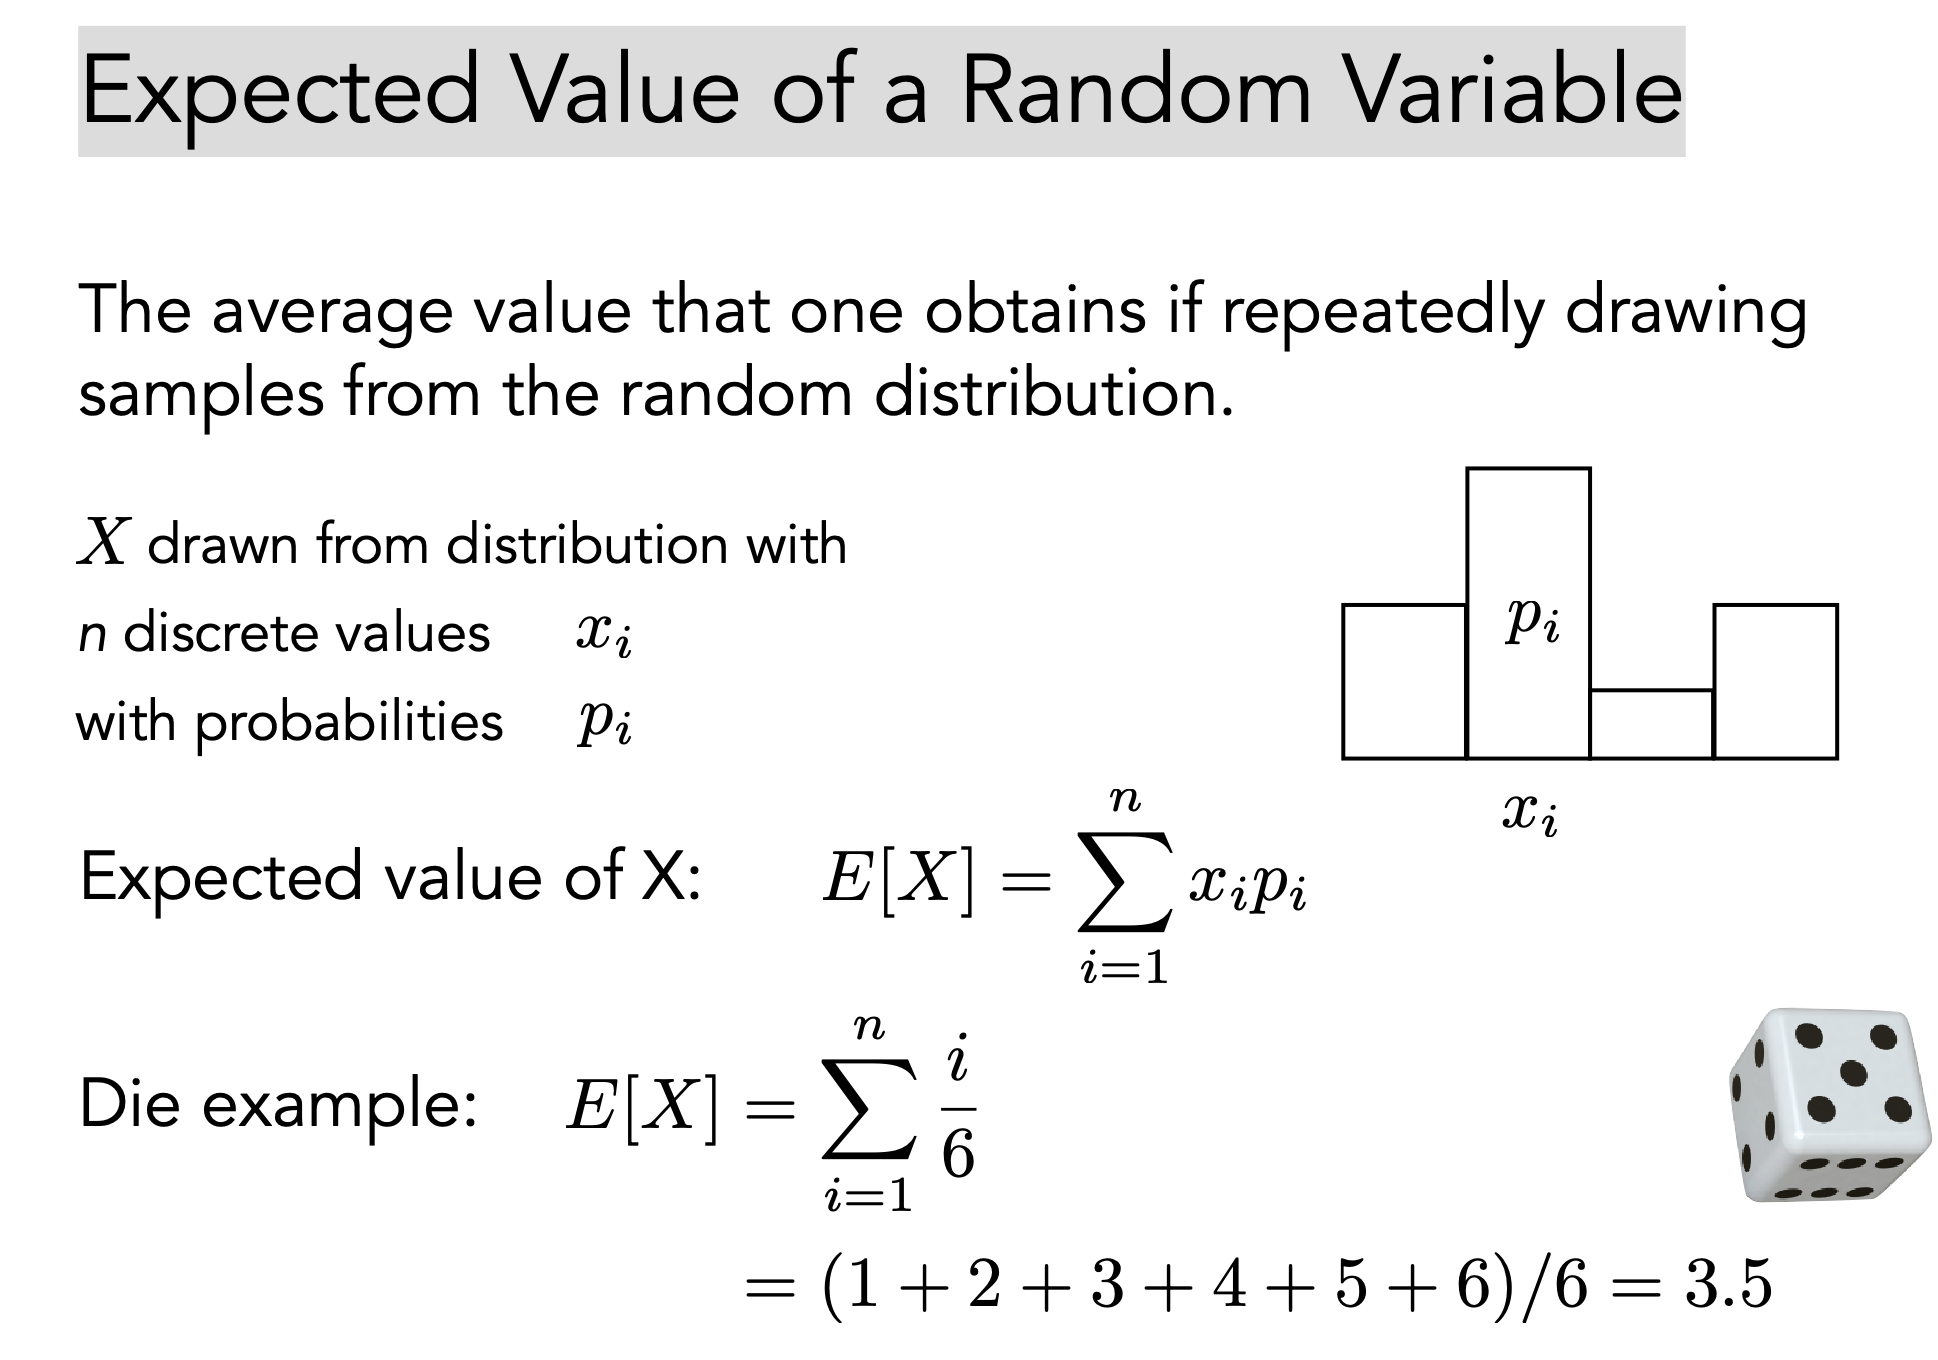 Expected Value of a Random Variable
The average value that one obtains if repeatedly drawing
samples from the random distribution.
X drawn from distribution with
n discrete values x_i
with probabilities p_i
p_i
x_i
Expected value of X: E[X] = \sum_{i=1}^{n} x_i p_i
Die example: E[X] = \sum_{i=1}^{n} \frac{i}{6}
= (1 + 2 + 3 + 4 + 5 + 6)/6 = 3.5